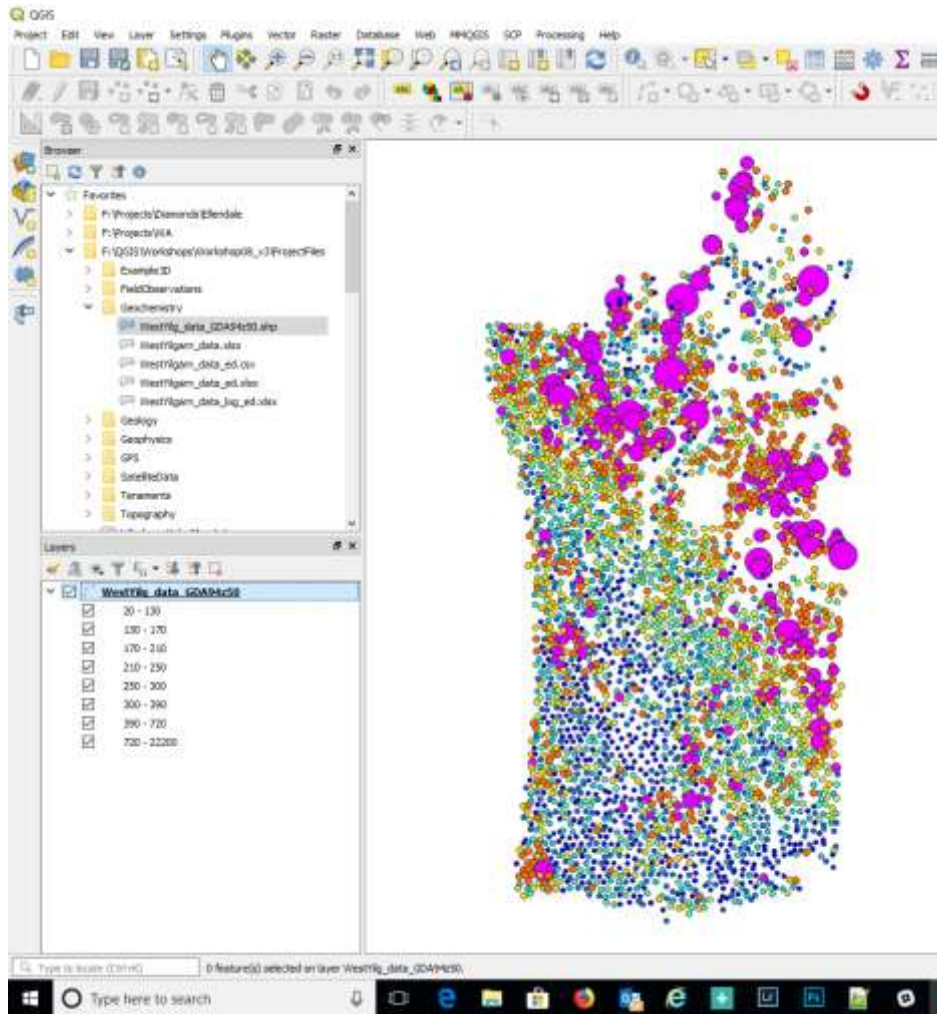 QGIS
Project Edit View Layer Settings Plugins Vector Raster Database Web MMQGIS SCP Processing Help
Browser
Favorites
F:\Projects\Diamonds\Ellendale
F:\Projects\WA
F:\QGIS\Workshops\Workshop08_v3\ProjectFiles
Example3D
FieldObservations
Geochemistry
WestYilg_data_GDA94z50.shp
WestYilgarn_data.xlsx
WestYilgarn_data_ed.csv
WestYilgarn_data_ed.xlsx
WestYilgarn_data_log_ed.xlsx
Geology
Geophysics
GPS
SatelliteData
Tenements
Topography
Layers
WestYilg_data_GDA94z50
20 - 130
130 - 170
170 - 210
210 - 250
250 - 300
300 - 390
390 - 720
720 - 22200
Type to locate (Ctrl+K)
0 feature(s) selected on layer WestYilg_data_GDA94z50.
Type here to search